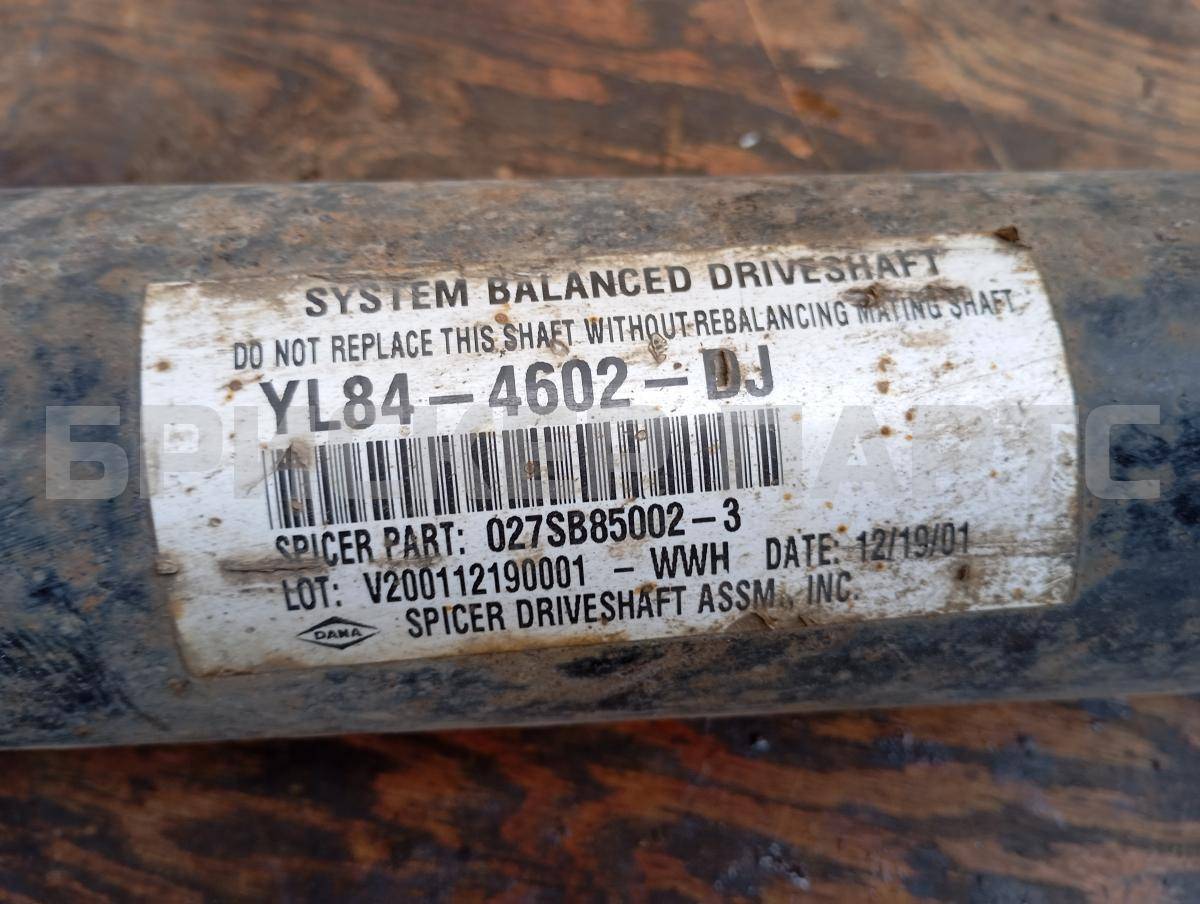 SYSTEM BALANCED DRIVESHAFT
DO NOT REPLACE THIS SHAFT WITHOUT REBALANCING MATING SHAFT
YL84-4602-DJ
SPICER PART: 027SB85002-3
LOT: V200112190001 - WWH DATE: 12/19/01
DANA SPICER DRIVESHAFT ASSM., INC.